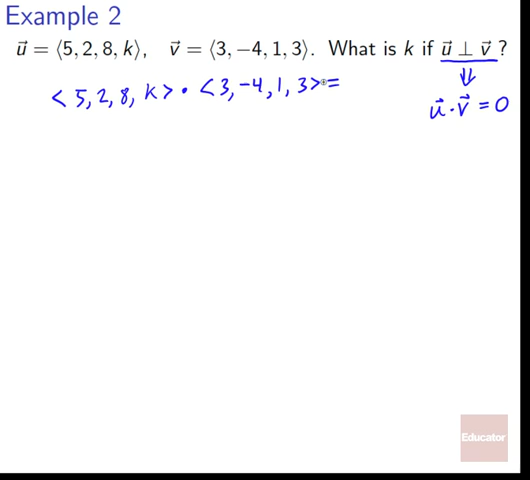 Example 2
u⃗ = ⟨5, 2, 8, k⟩, v⃗ = ⟨3, −4, 1, 3⟩. What is k if u⃗ ⊥ v⃗ ?
⇓
< 5, 2, 8, k > • < 3, -4, 1, 3 > =
u⃗ · v⃗ = 0
Educator